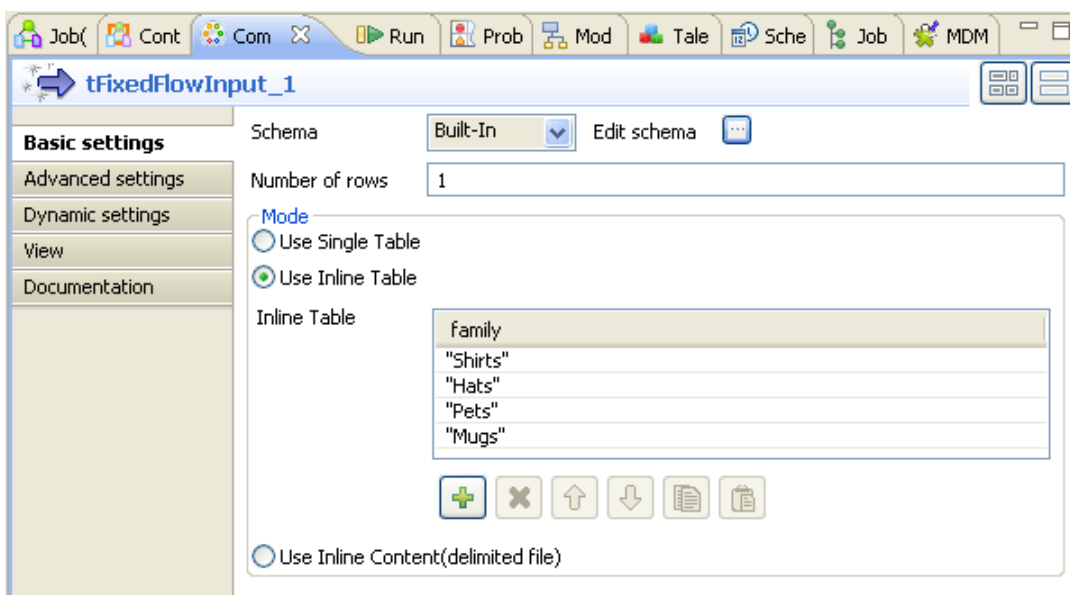 Job( Cont Com Run Prob Mod Tale Sche Job MDM
tFixedFlowInput_1
Basic settings
Advanced settings
Dynamic settings
View
Documentation
Schema Built-In Edit schema ...
Number of rows 1
Mode
Use Single Table
Use Inline Table
Inline Table
family
"Shirts"
"Hats"
"Pets"
"Mugs"
Use Inline Content(delimited file)